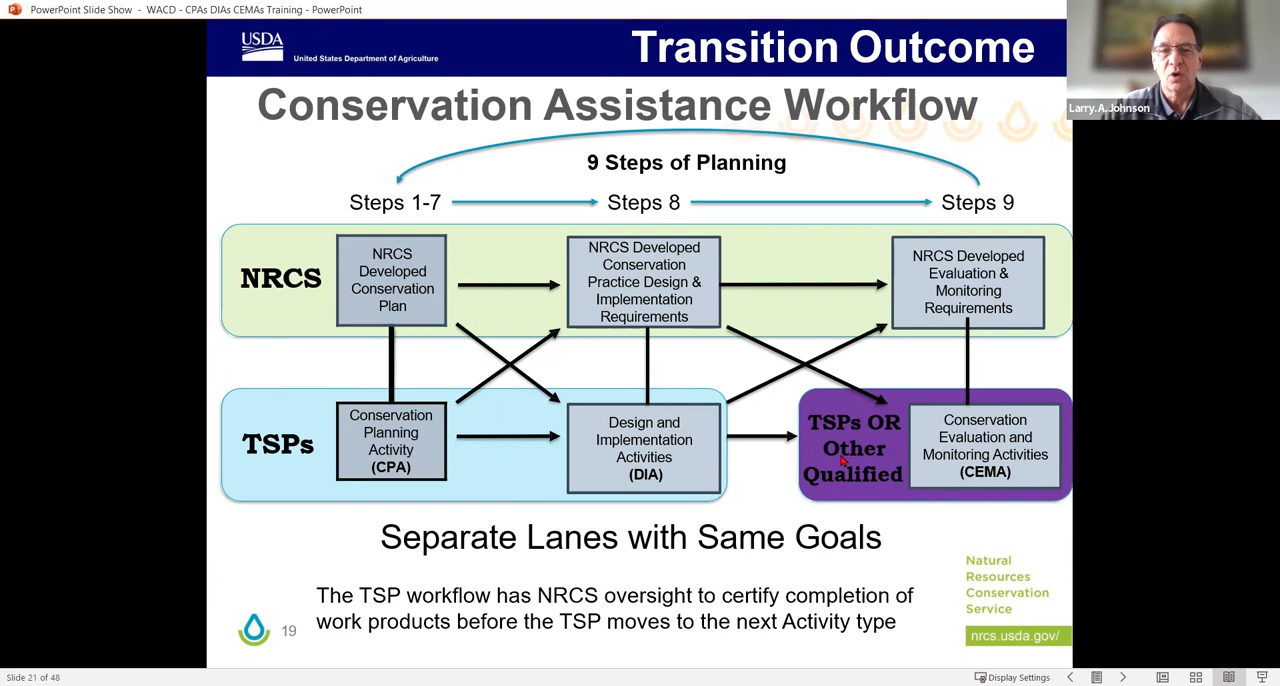 PowerPoint Slide Show - WACD - CPAs DIAs CEMAs Training - PowerPoint
USDA
United States Department of Agriculture
Transition Outcome
Larry.A.Johnson
Conservation Assistance Workflow
9 Steps of Planning
Steps 1-7
Steps 8
Steps 9
NRCS
NRCS
Developed
Conservation
Plan
NRCS Developed
Conservation
Practice Design &
Implementation
Requirements
NRCS Developed
Evaluation &
Monitoring
Requirements
TSPs
Conservation
Planning
Activity
(CPA)
Design and
Implementation
Activities
(DIA)
TSPs OR
Other
Qualified
Conservation
Evaluation and
Monitoring Activities
(CEMA)
Separate Lanes with Same Goals
The TSP workflow has NRCS oversight to certify completion of
work products before the TSP moves to the next Activity type
19
Natural
Resources
Conservation
Service
nrcs.usda.gov/
Slide 21 of 48
Display Settings